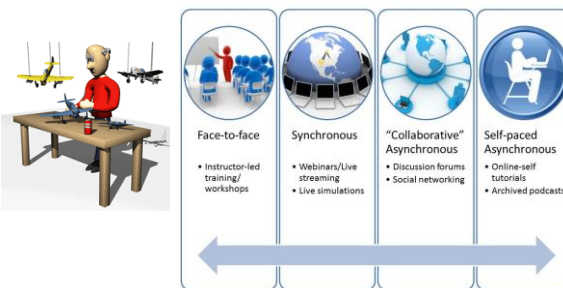 Face-to-face
• Instructor-led
training/
workshops
Synchronous
• Webinars/Live
streaming
• Live simulations
“Collaborative”
Asynchronous
• Discussion forums
• Social networking
Self-paced
Asynchronous
• Online-self
tutorials
• Archived podcasts